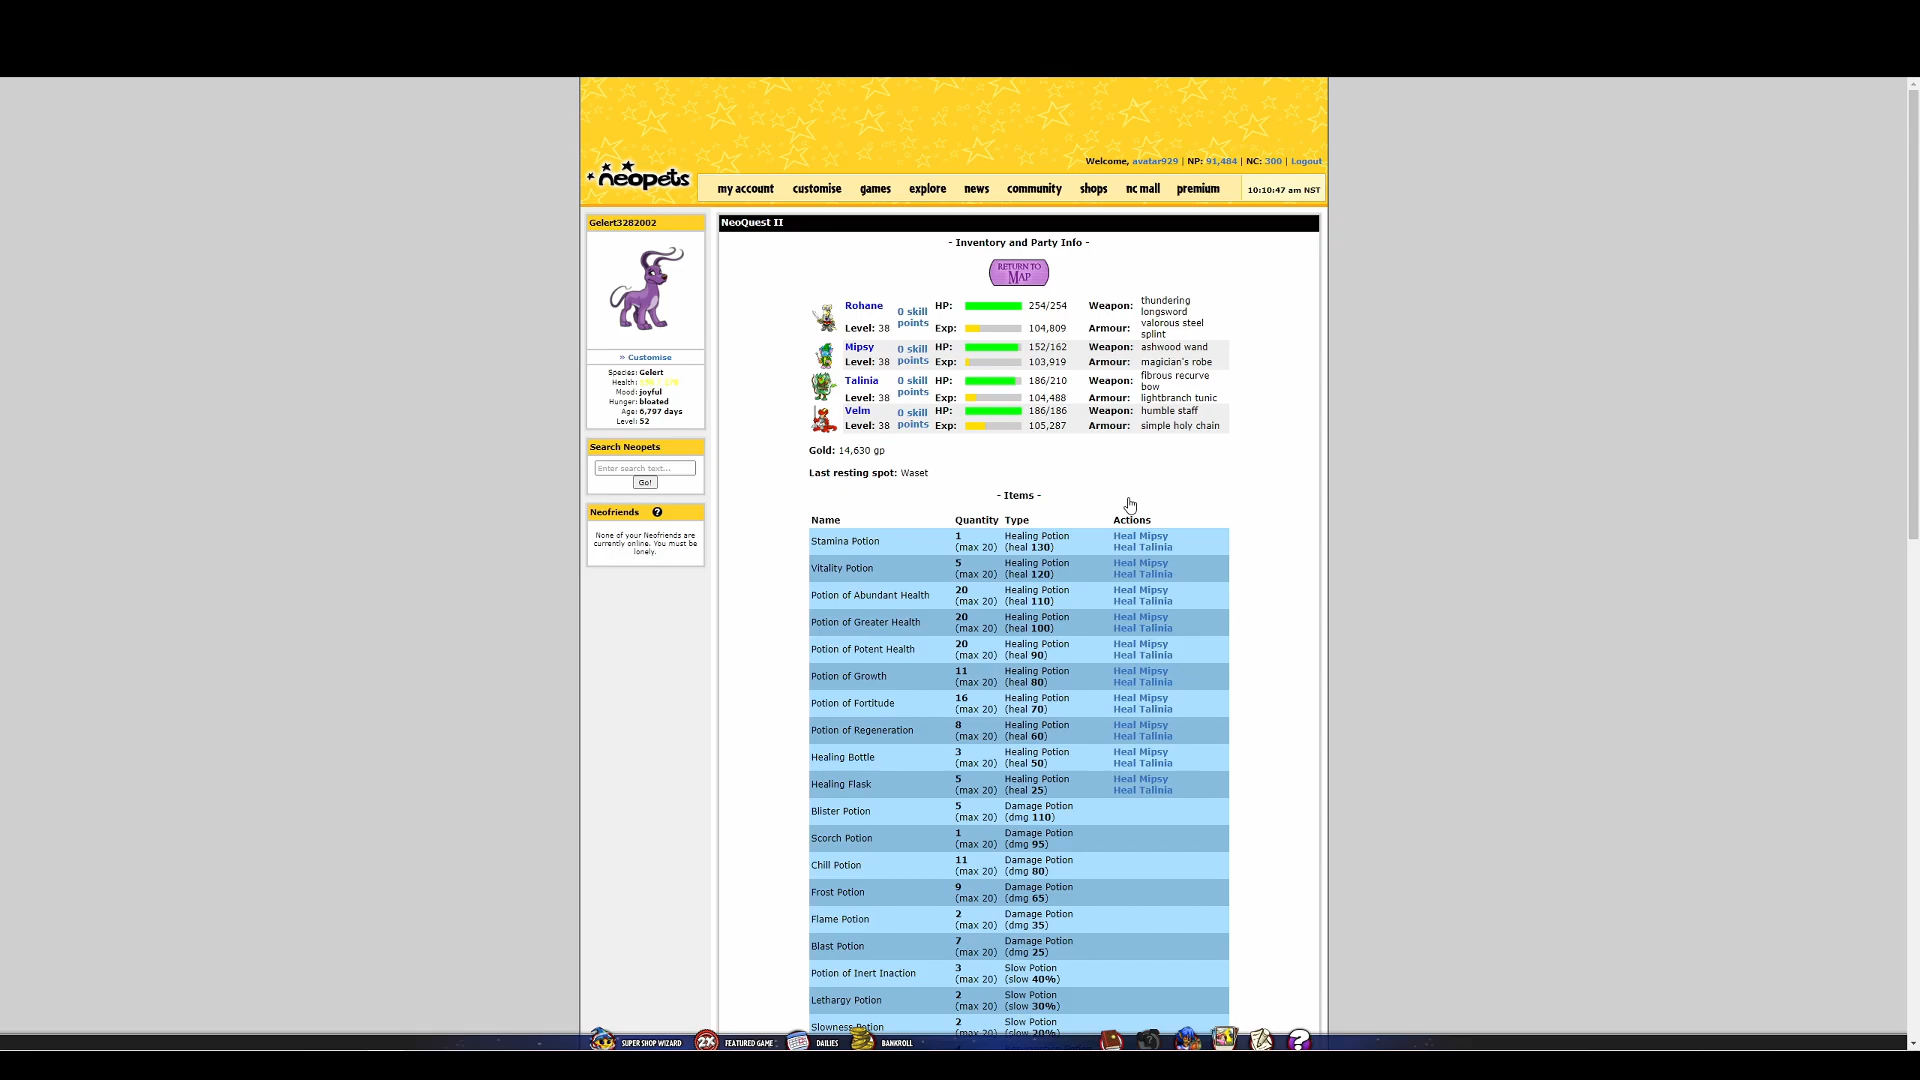 Welcome, avatar929 | NP: 91,484 | NC: 300 | Logout
neopets
my account customise games explore news community shops nc mall premium 10:10:47 am NST
Gelert3282002
» Customise
Species: Gelert
Health:
Mood: joyful
Hunger: bloated
Age: 6,797 days
Level: 52
Search Neopets
Enter search text...
Go!
Neofriends ?
None of your Neofriends are
currently online. You must be
lonely.
NeoQuest II
- Inventory and Party Info -
RETURN TO
MAP
Rohane 0 skill points HP: 254/254 Weapon: thundering longsword
Level: 38 Exp: 104,809 Armour: valorous steel splint
Mipsy 0 skill points HP: 152/162 Weapon: ashwood wand
Level: 38 Exp: 103,919 Armour: magician's robe
Talinia 0 skill points HP: 186/210 Weapon: fibrous recurve bow
Level: 38 Exp: 104,488 Armour: lightbranch tunic
Velm 0 skill points HP: 186/186 Weapon: humble staff
Level: 38 Exp: 105,287 Armour: simple holy chain
Gold: 14,630 gp
Last resting spot: Waset
- Items -
Name Quantity Type Actions
Stamina Potion 1 (max 20) Healing Potion (heal 130) Heal Mipsy Heal Talinia
Vitality Potion 5 (max 20) Healing Potion (heal 120) Heal Mipsy Heal Talinia
Potion of Abundant Health 20 (max 20) Healing Potion (heal 110) Heal Mipsy Heal Talinia
Potion of Greater Health 20 (max 20) Healing Potion (heal 100) Heal Mipsy Heal Talinia
Potion of Potent Health 20 (max 20) Healing Potion (heal 90) Heal Mipsy Heal Talinia
Potion of Growth 11 (max 20) Healing Potion (heal 80) Heal Mipsy Heal Talinia
Potion of Fortitude 16 (max 20) Healing Potion (heal 70) Heal Mipsy Heal Talinia
Potion of Regeneration 8 (max 20) Healing Potion (heal 60) Heal Mipsy Heal Talinia
Healing Bottle 3 (max 20) Healing Potion (heal 50) Heal Mipsy Heal Talinia
Healing Flask 5 (max 20) Healing Potion (heal 25) Heal Mipsy Heal Talinia
Blister Potion 5 (max 20) Damage Potion (dmg 110)
Scorch Potion 1 (max 20) Damage Potion (dmg 95)
Chill Potion 11 (max 20) Damage Potion (dmg 80)
Frost Potion 9 (max 20) Damage Potion (dmg 65)
Flame Potion 2 (max 20) Damage Potion (dmg 35)
Blast Potion 7 (max 20) Damage Potion (dmg 25)
Potion of Inert Inaction 3 (max 20) Slow Potion (slow 40%)
Lethargy Potion 2 (max 20) Slow Potion (slow 30%)
Slowness Potion 2 (max 20) Slow Potion (slow 20%)
SUPER SHOP WIZARD 2X FEATURED GAME DAILIES BANKROLL ?